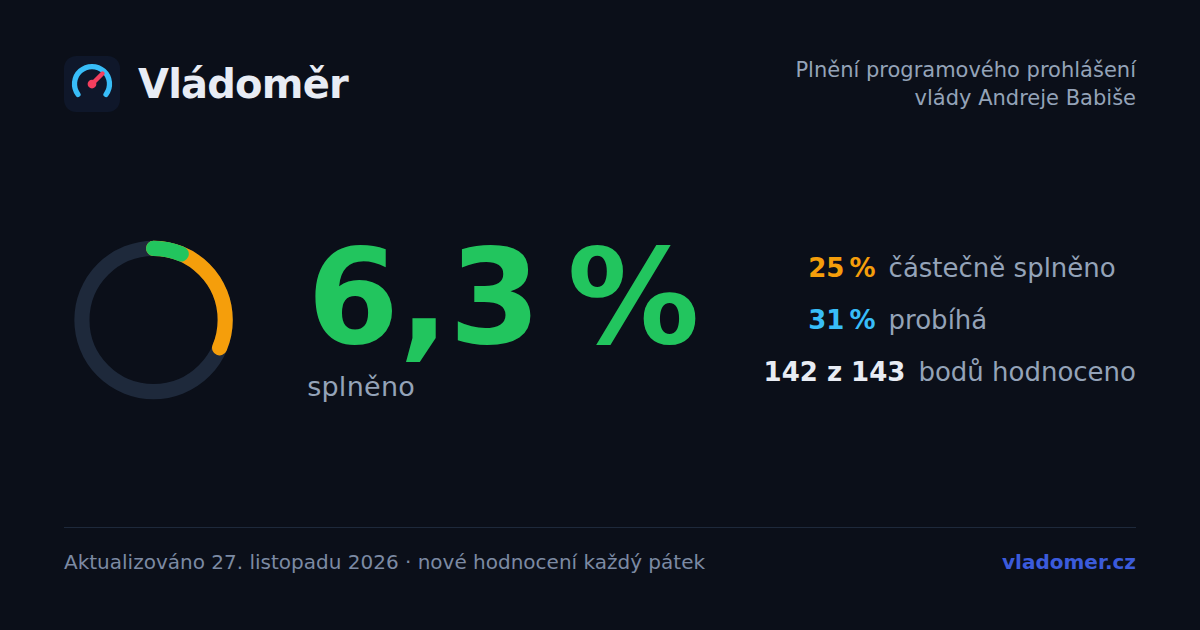 Vládoměr
Plnění programového prohlášení
vlády Andreje Babiše
6,3 %
splněno
25 % částečně splněno
31 % probíhá
142 z 143 bodů hodnoceno
Aktualizováno 27. listopadu 2026 · nové hodnocení každý pátek
vladomer.cz